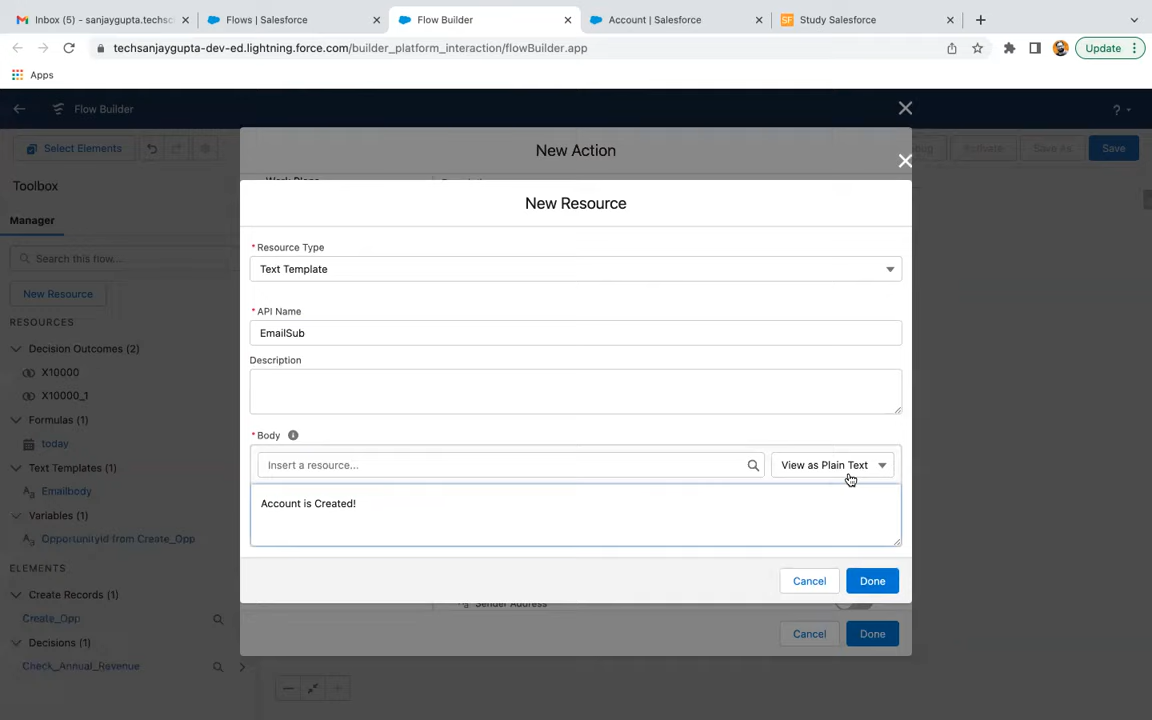 Inbox (5) - sanjaygupta.techsc
Flows | Salesforce
Flow Builder
Account | Salesforce
Study Salesforce
techsanjaygupta-dev-ed.lightning.force.com/builder_platform_interaction/flowBuilder.app
Update
Apps
Flow Builder
?
Select Elements
New Action
Activate
Save As
Save
Toolbox
New Resource
Manager
Search this flow...
* Resource Type
Text Template
New Resource
RESOURCES
* API Name
EmailSub
Decision Outcomes (2)
Description
X10000
X10000_1
Formulas (1)
* Body
today
Insert a resource...
View as Plain Text
Text Templates (1)
Emailbody
Account is Created!
Variables (1)
OpportunityId from Create_Opp
ELEMENTS
Cancel
Done
Create Records (1)
Sender Address
Create_Opp
Cancel
Done
Decisions (1)
Check_Annual_Revenue